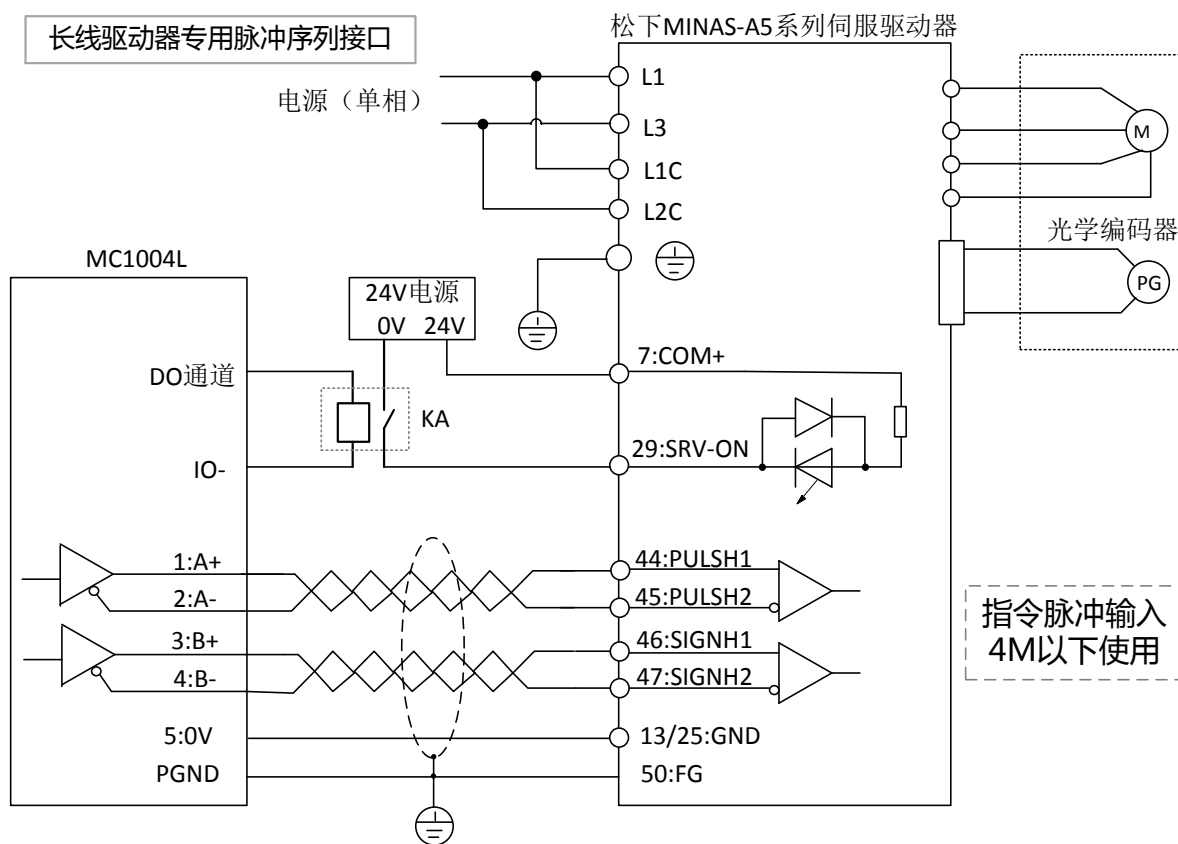 长线驱动器专用脉冲序列接口
松下MINAS-A5系列伺服驱动器
电源（单相）
L1
L3
L1C
L2C
M
光学编码器
PG
MC1004L
24V电源
0V 24V
7:COM+
DO通道
KA
29:SRV-ON
IO-
1:A+
44:PULSH1
2:A-
45:PULSH2
3:B+
46:SIGNH1
4:B-
47:SIGNH2
指令脉冲输入
4M以下使用
5:0V
13/25:GND
PGND
50:FG